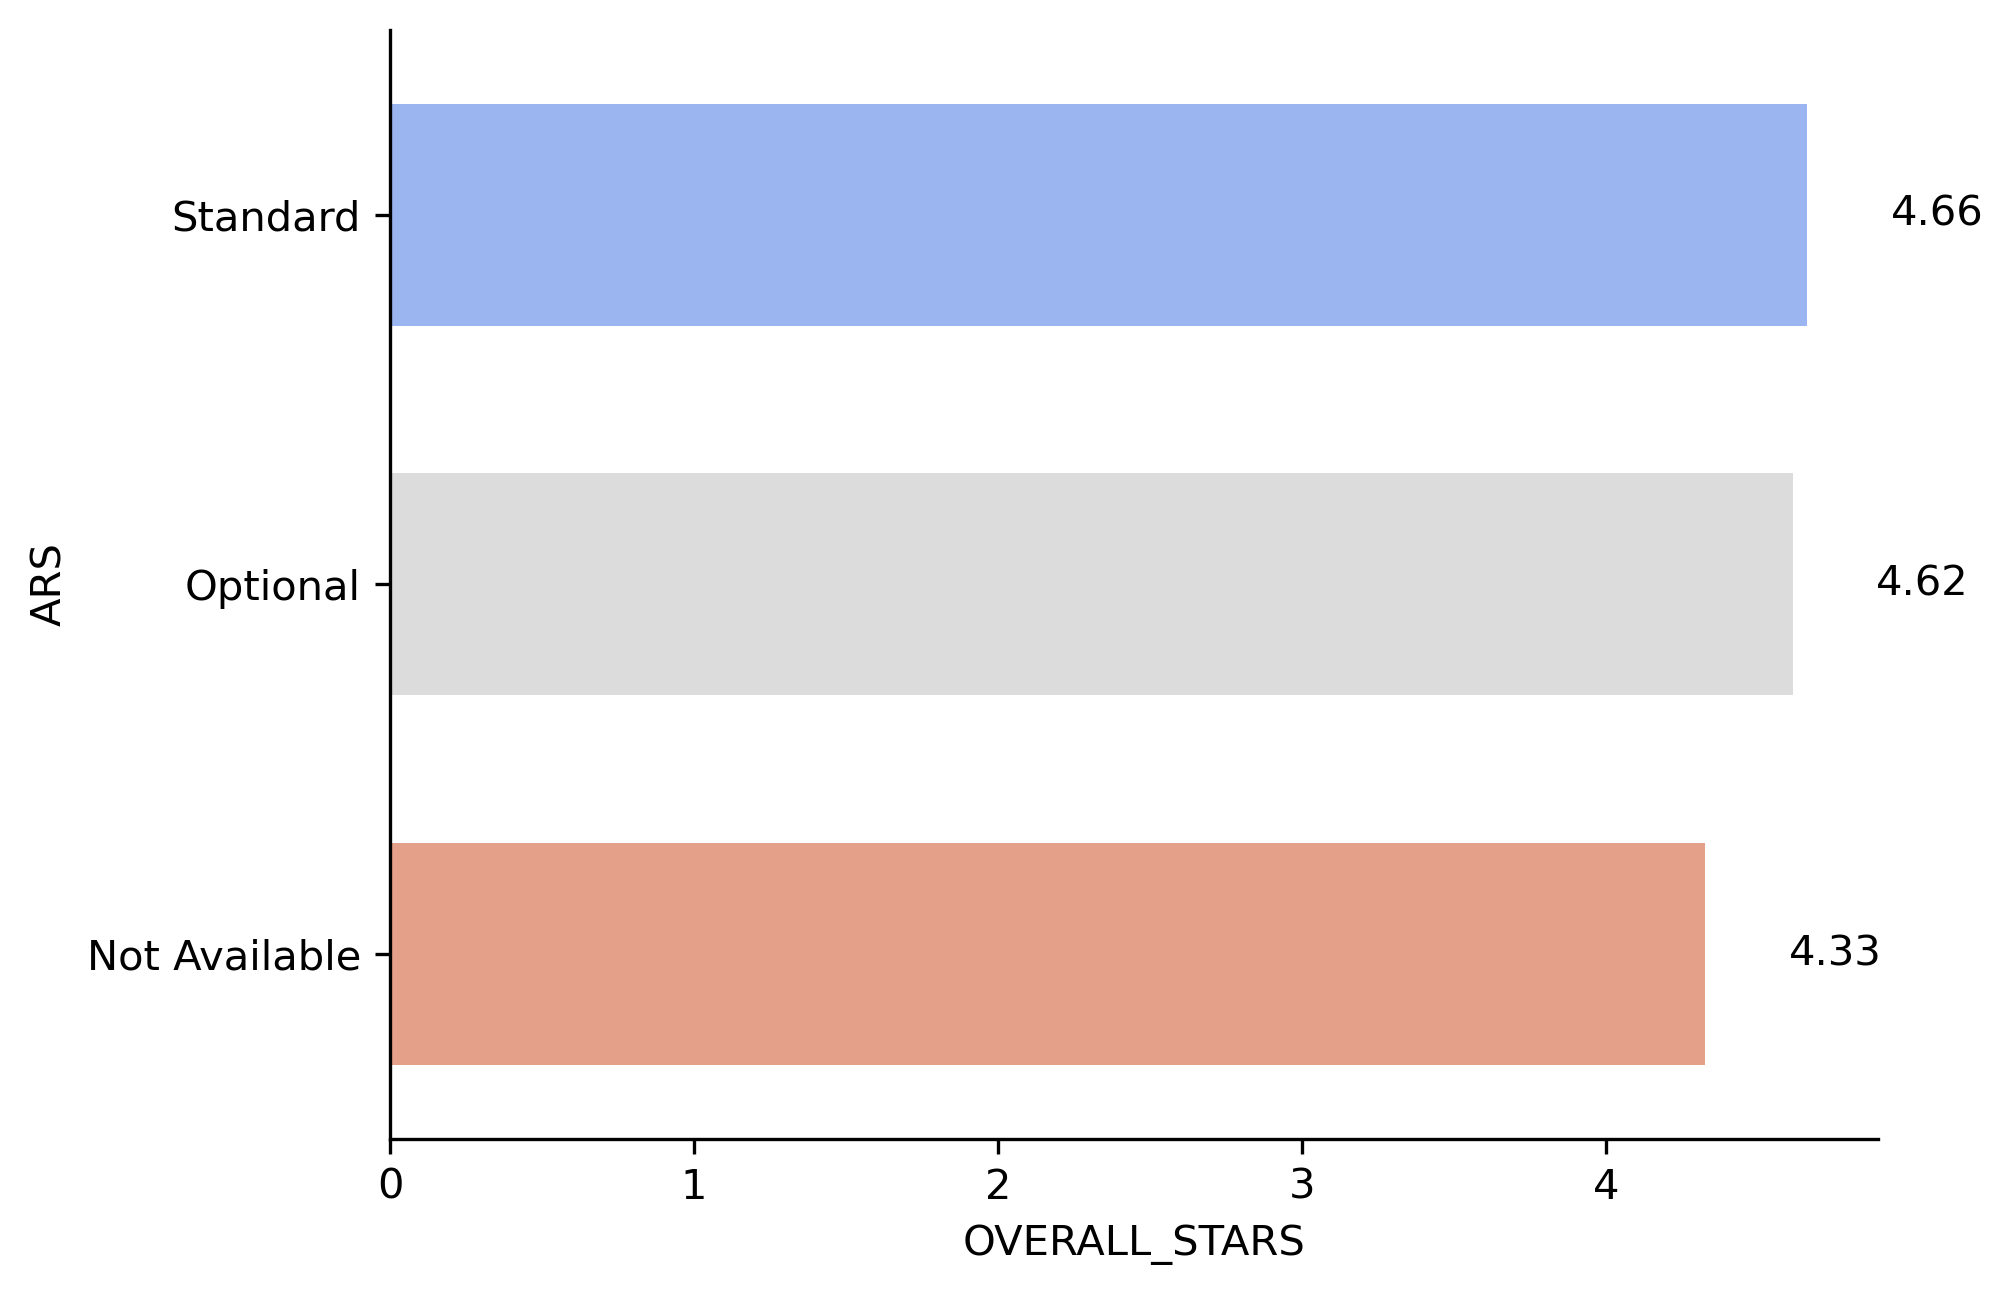 Standard
4.66
Optional
4.62
Not Available
4.33
ARS
0 1 2 3 4
OVERALL_STARS